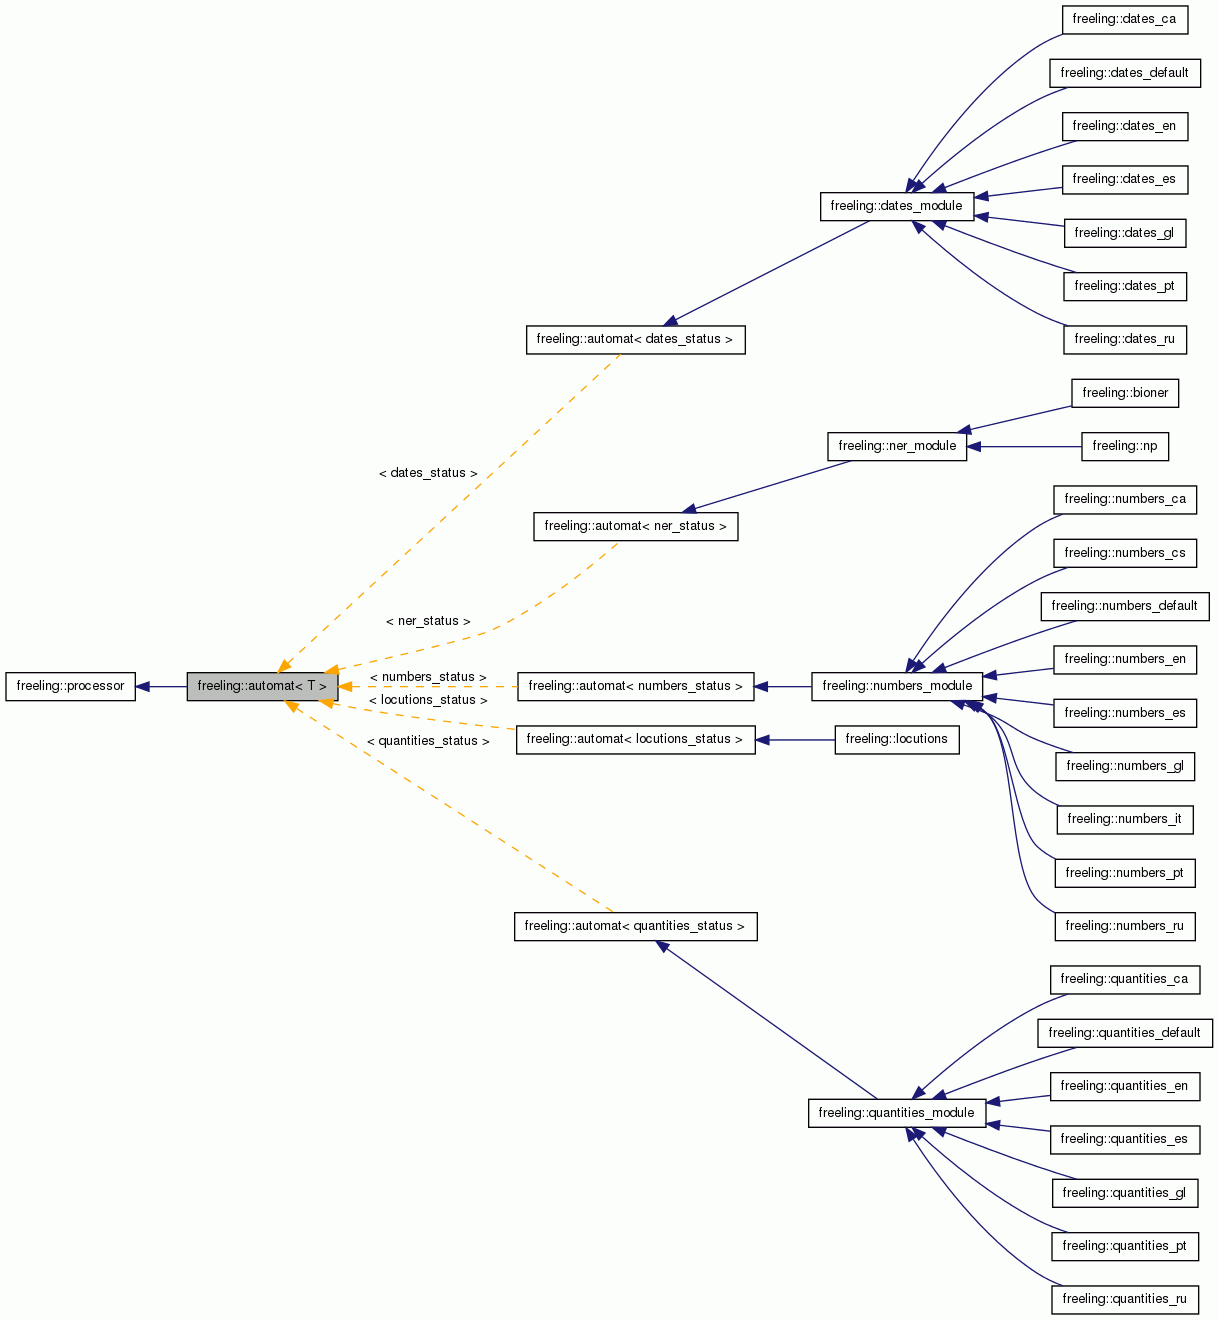 freeling::dates_ca
freeling::dates_default
freeling::dates_en
freeling::dates_es
freeling::dates_module
freeling::dates_gl
freeling::dates_pt
freeling::automat< dates_status >
freeling::dates_ru
freeling::bioner
freeling::ner_module
freeling::np
< dates_status >
freeling::numbers_ca
freeling::automat< ner_status >
freeling::numbers_cs
freeling::numbers_default
< ner_status >
freeling::numbers_en
< numbers_status >
freeling::processor
freeling::automat< T >
freeling::automat< numbers_status >
freeling::numbers_module
< locutions_status >
freeling::numbers_es
< quantities_status >
freeling::automat< locutions_status >
freeling::locutions
freeling::numbers_gl
freeling::numbers_it
freeling::numbers_pt
freeling::automat< quantities_status >
freeling::numbers_ru
freeling::quantities_ca
freeling::quantities_default
freeling::quantities_en
freeling::quantities_module
freeling::quantities_es
freeling::quantities_gl
freeling::quantities_pt
freeling::quantities_ru